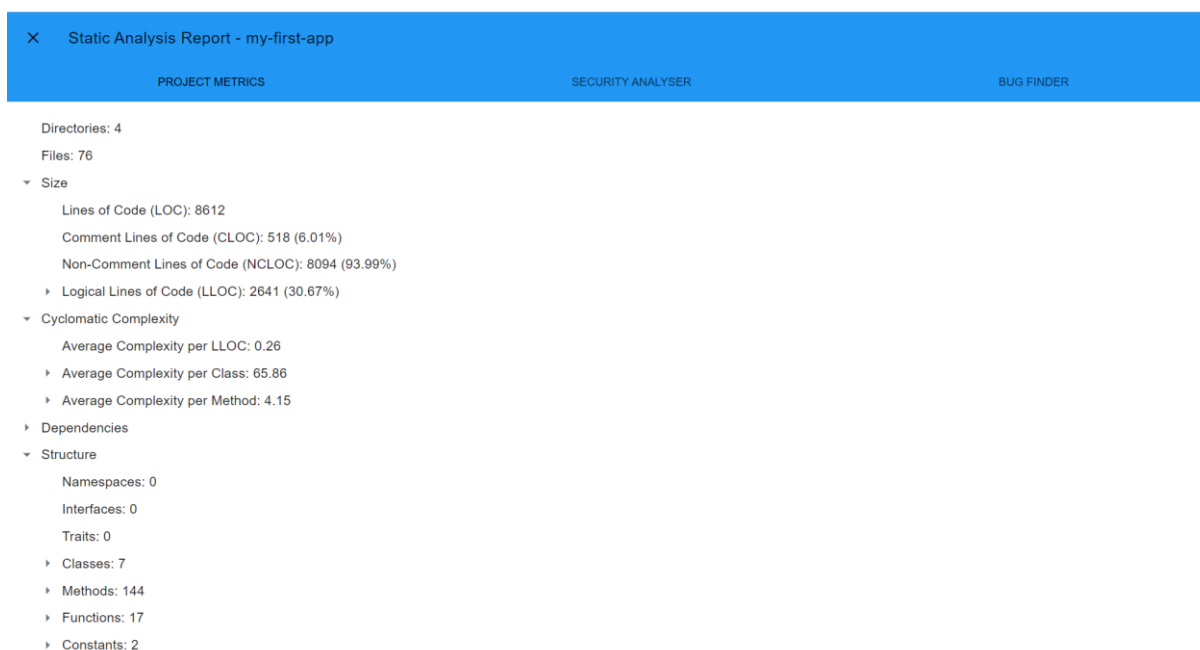 Static Analysis Report - my-first-app
PROJECT METRICS SECURITY ANALYSER BUG FINDER
Directories: 4
Files: 76
Size
Lines of Code (LOC): 8612
Comment Lines of Code (CLOC): 518 (6.01%)
Non-Comment Lines of Code (NCLOC): 8094 (93.99%)
Logical Lines of Code (LLOC): 2641 (30.67%)
Cyclomatic Complexity
Average Complexity per LLOC: 0.26
Average Complexity per Class: 65.86
Average Complexity per Method: 4.15
Dependencies
Structure
Namespaces: 0
Interfaces: 0
Traits: 0
Classes: 7
Methods: 144
Functions: 17
Constants: 2